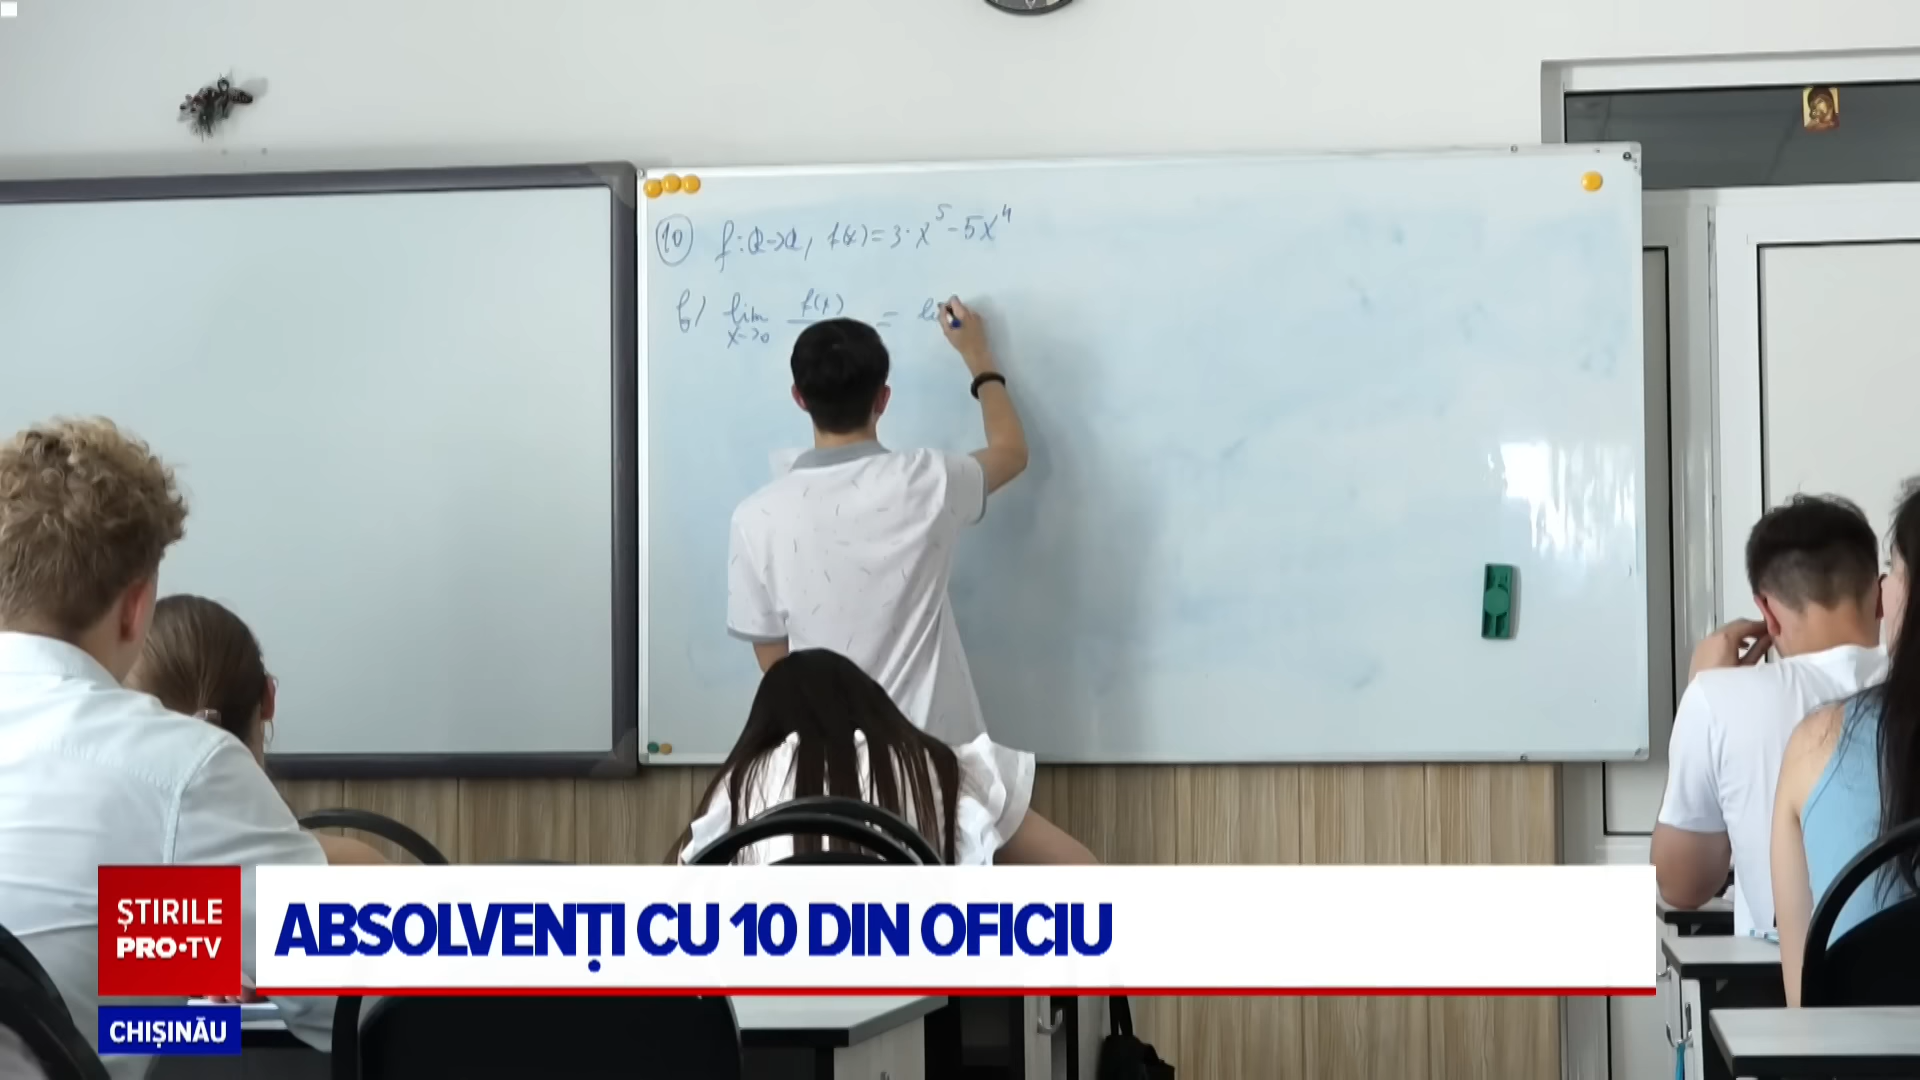 10 f: R→R, f(x)=3·x⁵-5x⁴
b) lim f(x) =
x→0
ȘTIRILE
PRO•TV
ABSOLVENȚI CU 10 DIN OFICIU
CHIȘINĂU